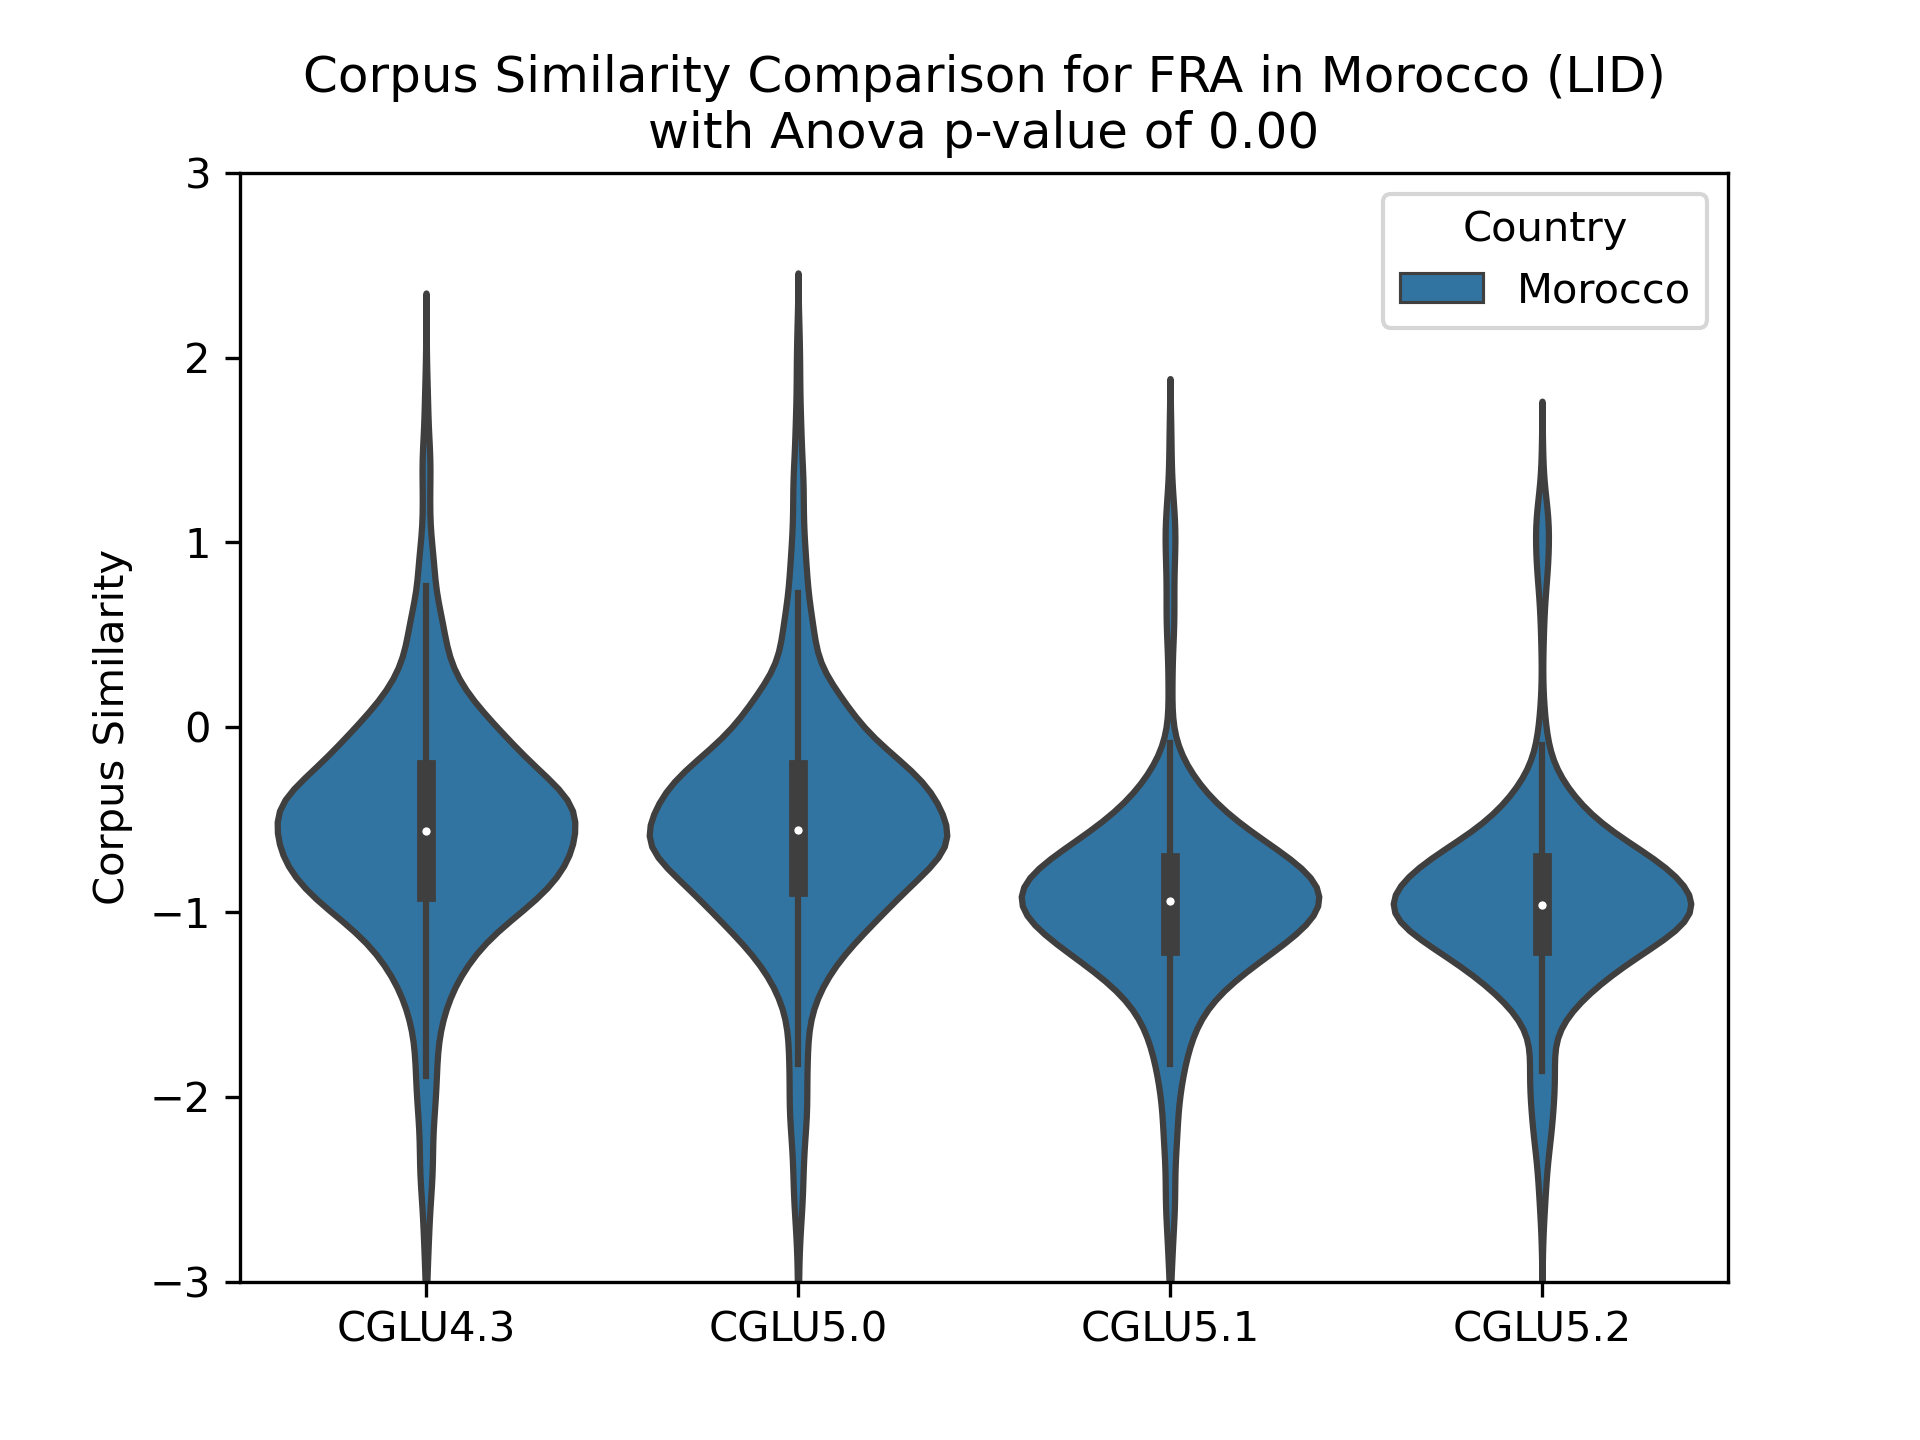 Corpus Similarity Comparison for FRA in Morocco (LID)
with Anova p-value of 0.00
Country
Morocco
Corpus Similarity
3
2
1
0
−1
−2
−3
CGLU4.3
CGLU5.0
CGLU5.1
CGLU5.2